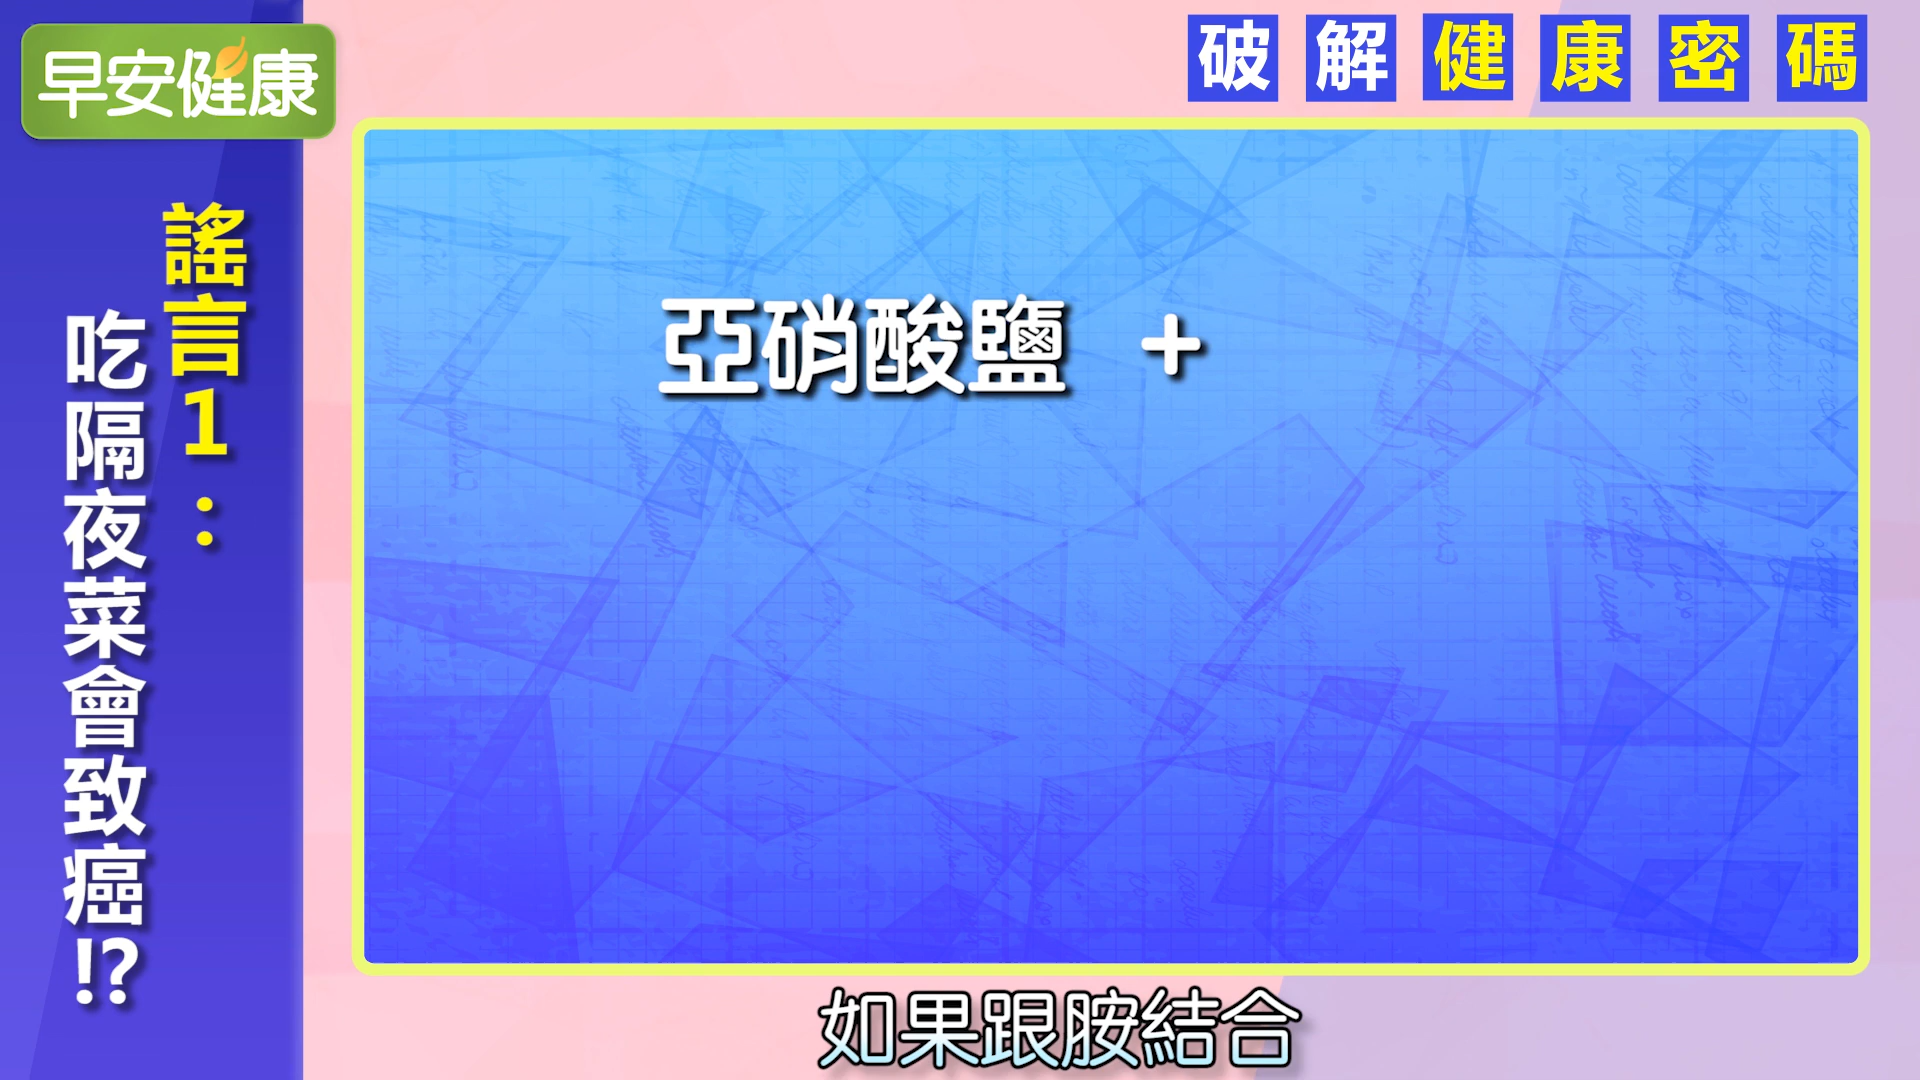 早安健康
破解健康密碼
謠言1：
吃隔夜菜會致癌!?
亞硝酸鹽 +
如果跟胺結合